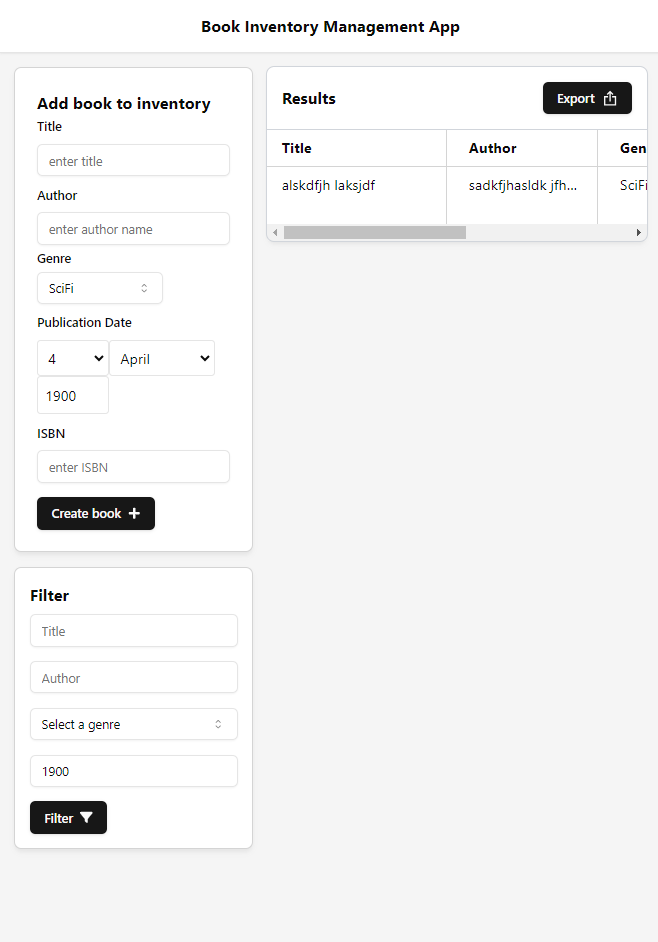 Book Inventory Management App
Add book to inventory
Title
enter title
Author
enter author name
Genre
SciFi
Publication Date
4 April
1900
ISBN
enter ISBN
Create book
Filter
Title
Author
Select a genre
1900
Filter
Results Export
Title Author Gen
alskdfjh laksjdf sadkfjhasldk jfh... SciFi